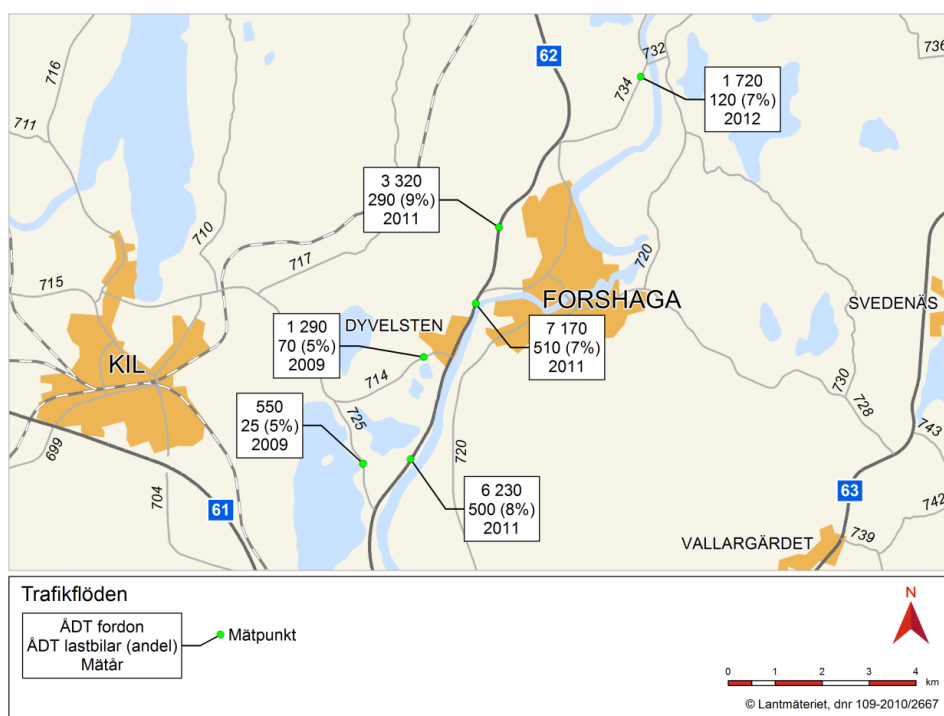 62
732
736
716
734
1 720
120 (7%)
2012
711
3 320
290 (9%)
2011
710
720
717
715
FORSHAGA
SVEDENÄS
1 290
70 (5%)
2009
DYVELSTEN
7 170
510 (7%)
2011
KIL
714
730
728
550
25 (5%)
2009
725
743
699
720
704
61
6 230
500 (8%)
2011
63
742
739
VALLARGÄRDET
Trafikflöden
ÅDT fordon
ÅDT lastbilar (andel)
Mätår
Mätpunkt
N
0 1 2 3 4
km
© Lantmäteriet, dnr 109-2010/2667